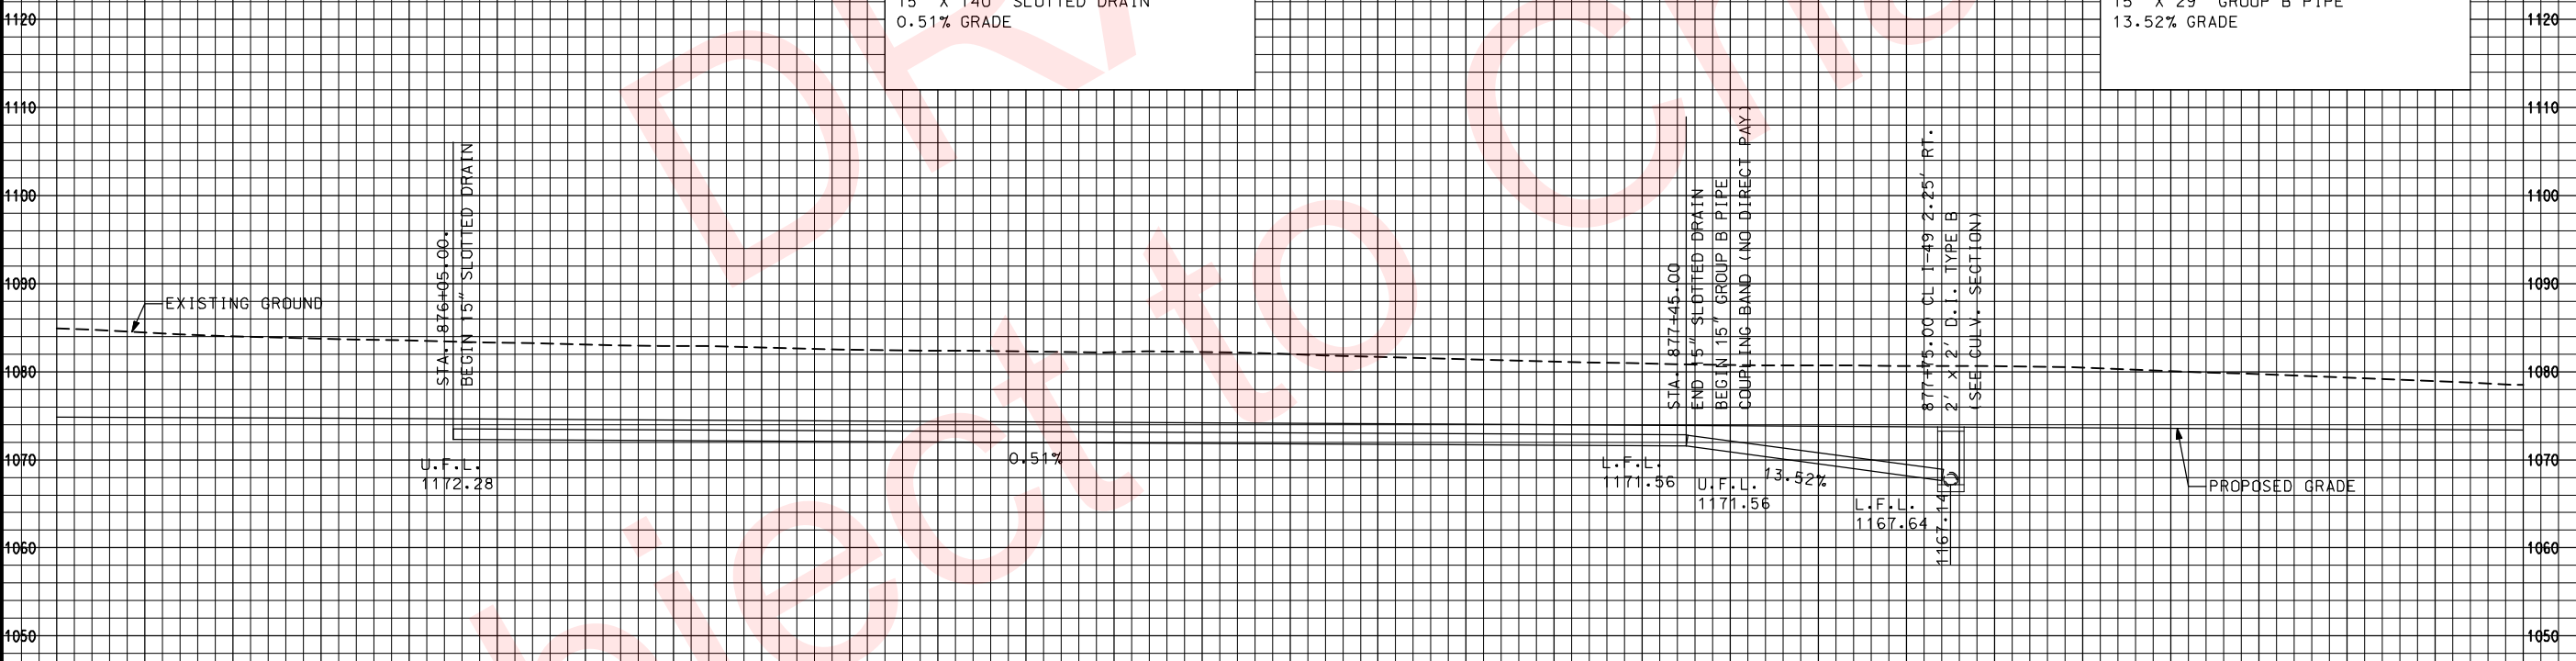 15" X 140' SLOTTED DRAIN
0.51% GRADE
15" X 29' GROUP B PIPE
13.52% GRADE
1120
1110
1100
1090
1080
1070
1060
1050
1120
1110
1100
1090
1080
1070
1060
1050
EXISTING GROUND
STA. 876+05.00.
BEGIN 15" SLOTTED DRAIN
STA. 877+45.00
END 15" SLOTTED DRAIN
BEGIN 15" GROUP B PIPE
COUPLING BAND (NO DIRECT PAY)
877+75.00 CL I-49 2.25' RT.
2' x 2' D.I. TYPE B
(SEE CULV. SECTION)
U.F.L.
1172.28
0.51%
L.F.L.
1171.56
U.F.L.
1171.56
13.52%
L.F.L.
1167.64
1167.14
PROPOSED GRADE
to